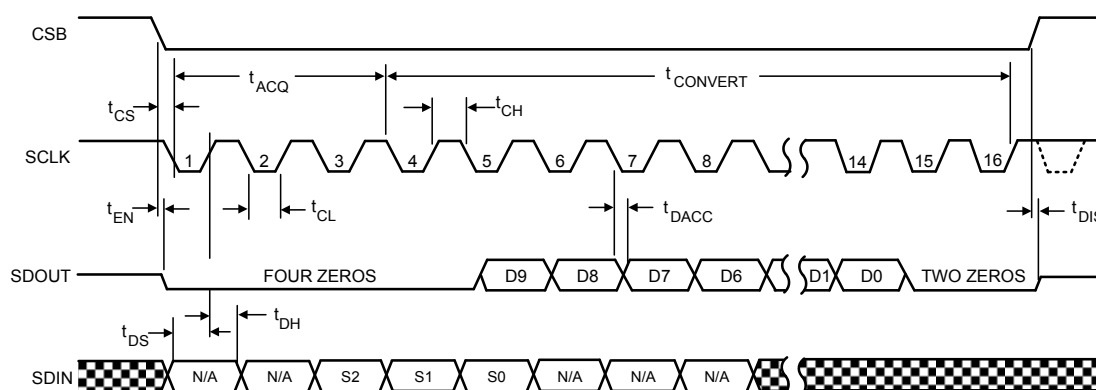 CSB
tACQ
tCONVERT
tCS
tCH
SCLK
1 2 3 4 5 6 7 8 14 15 16
tEN
tCL
tDACC
tDIS
SDOUT
FOUR ZEROS D9 D8 D7 D6 D1 D0 TWO ZEROS
tDS
tDH
SDIN
N/A N/A S2 S1 S0 N/A N/A N/A